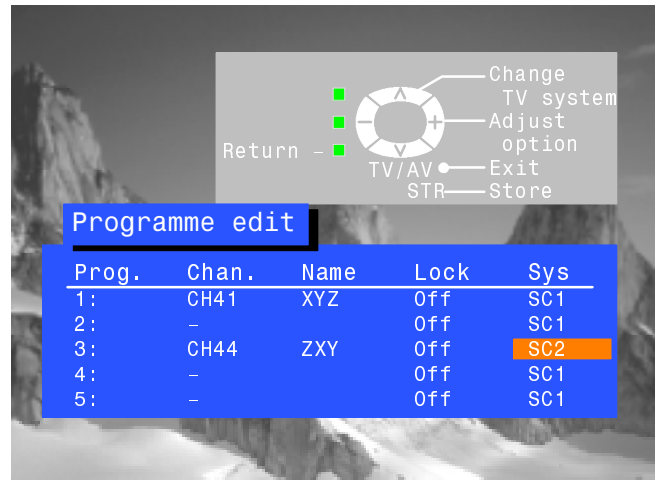 Change
TV system
Adjust
option
Return –
TV/AV Exit
STR Store
Programme edit
Prog. Chan. Name Lock Sys
1: CH41 XYZ Off SC1
2: – Off SC1
3: CH44 ZXY Off SC2
4: – Off SC1
5: – Off SC1